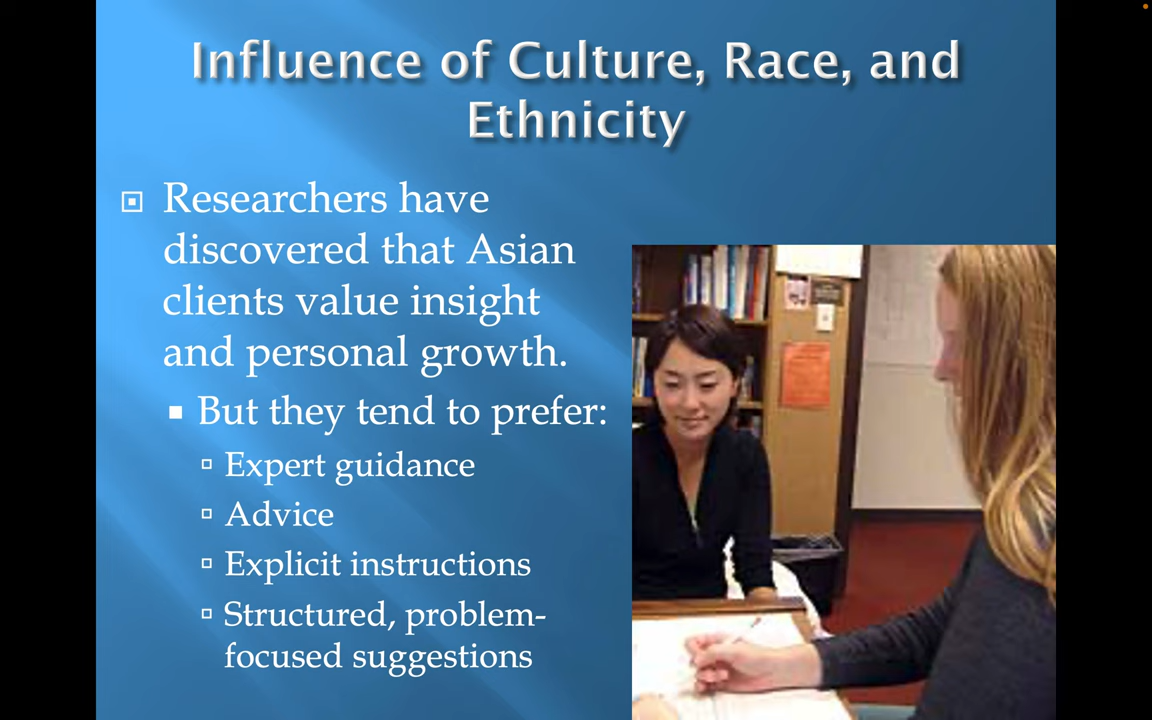 Influence of Culture, Race, and
Ethnicity
Researchers have
discovered that Asian
clients value insight
and personal growth.
But they tend to prefer:
Expert guidance
Advice
Explicit instructions
Structured, problem-
focused suggestions